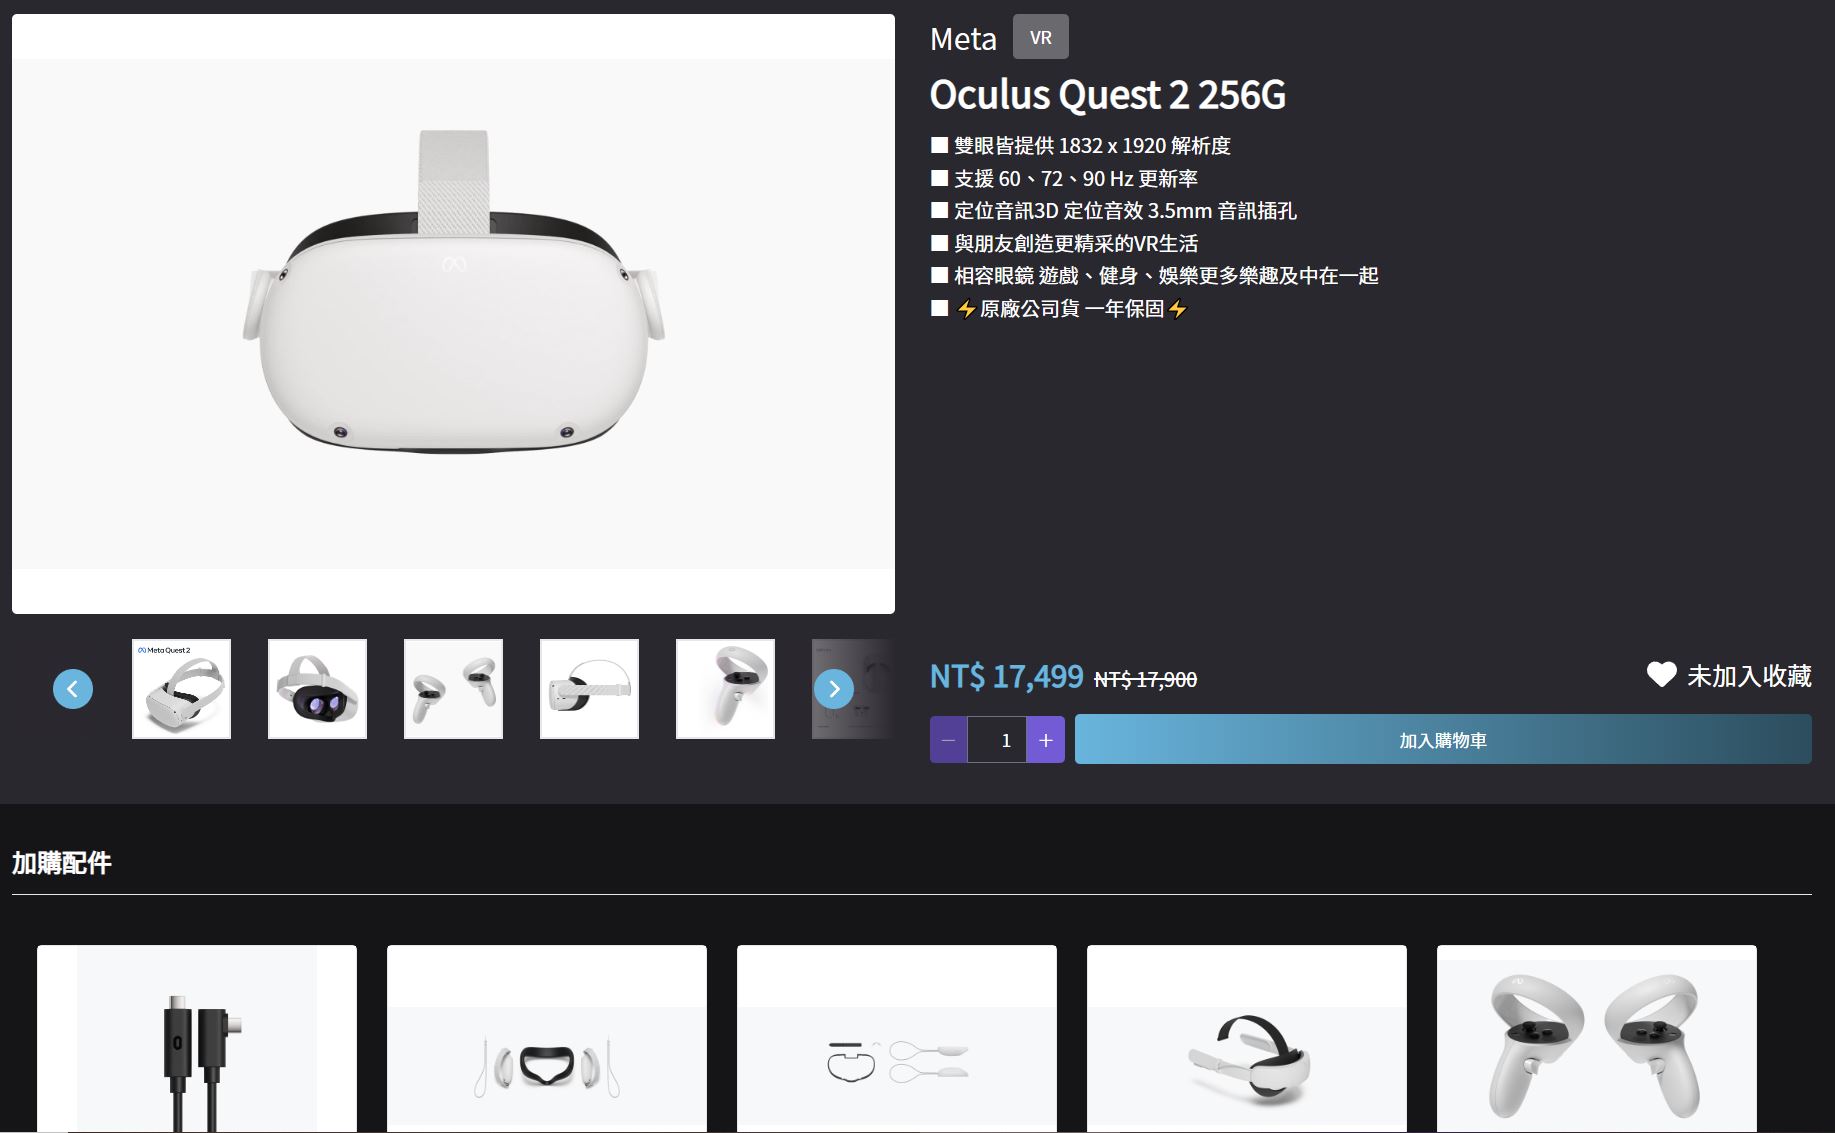 Meta VR
Oculus Quest 2 256G
■ 雙眼皆提供 1832 x 1920 解析度
■ 支援 60、72、90 Hz 更新率
■ 定位音訊3D 定位音效 3.5mm 音訊插孔
■ 與朋友創造更精采的VR生活
■ 相容眼鏡 遊戲、健身、娛樂更多樂趣及中在一起
■ ⚡原廠公司貨 一年保固⚡
Meta Quest 2
NT$ 17,499 NT$ 17,900
未加入收藏
− 1 +
加入購物車
加購配件